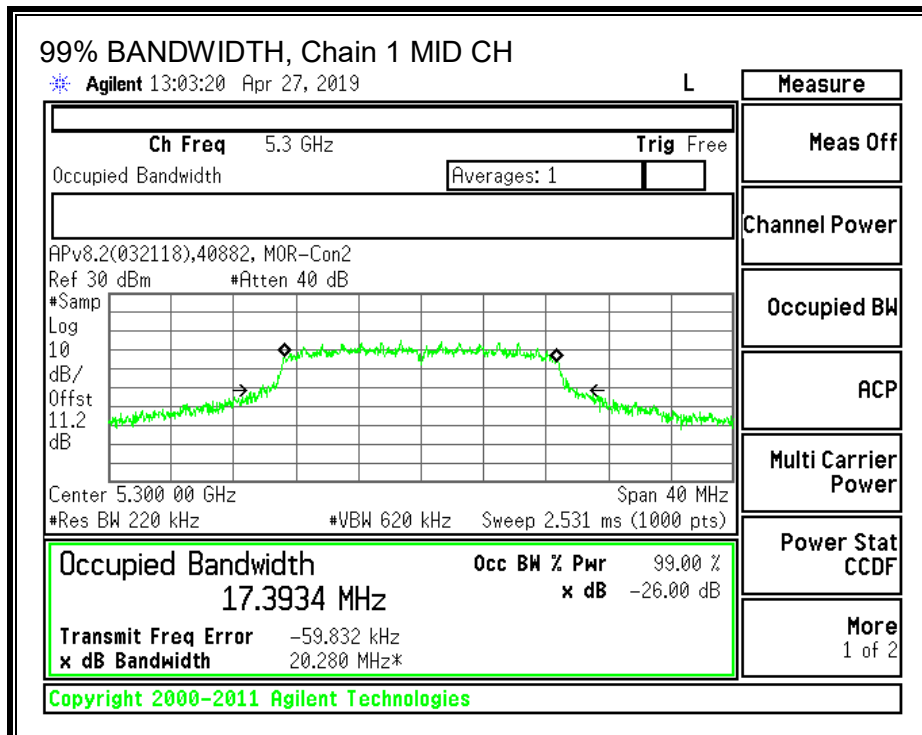 99% BANDWIDTH, Chain 1 MID CH
Agilent 13:03:20 Apr 27, 2019 L
Measure
Ch Freq 5.3 GHz Trig Free
Meas Off
Occupied Bandwidth Averages: 1
Channel Power
APv8.2(032118),40882, MOR-Con2
Ref 30 dBm #Atten 40 dB
#Samp
Log
10
dB/
Offst
11.2
dB
Occupied BW
ACP
Multi Carrier
Power
Center 5.300 00 GHz Span 40 MHz
#Res BW 220 kHz #VBW 620 kHz Sweep 2.531 ms (1000 pts)
Power Stat
CCDF
Occupied Bandwidth Occ BW % Pwr 99.00 %
17.3934 MHz x dB -26.00 dB
Transmit Freq Error -59.832 kHz
x dB Bandwidth 20.280 MHz*
More
1 of 2
Copyright 2000-2011 Agilent Technologies